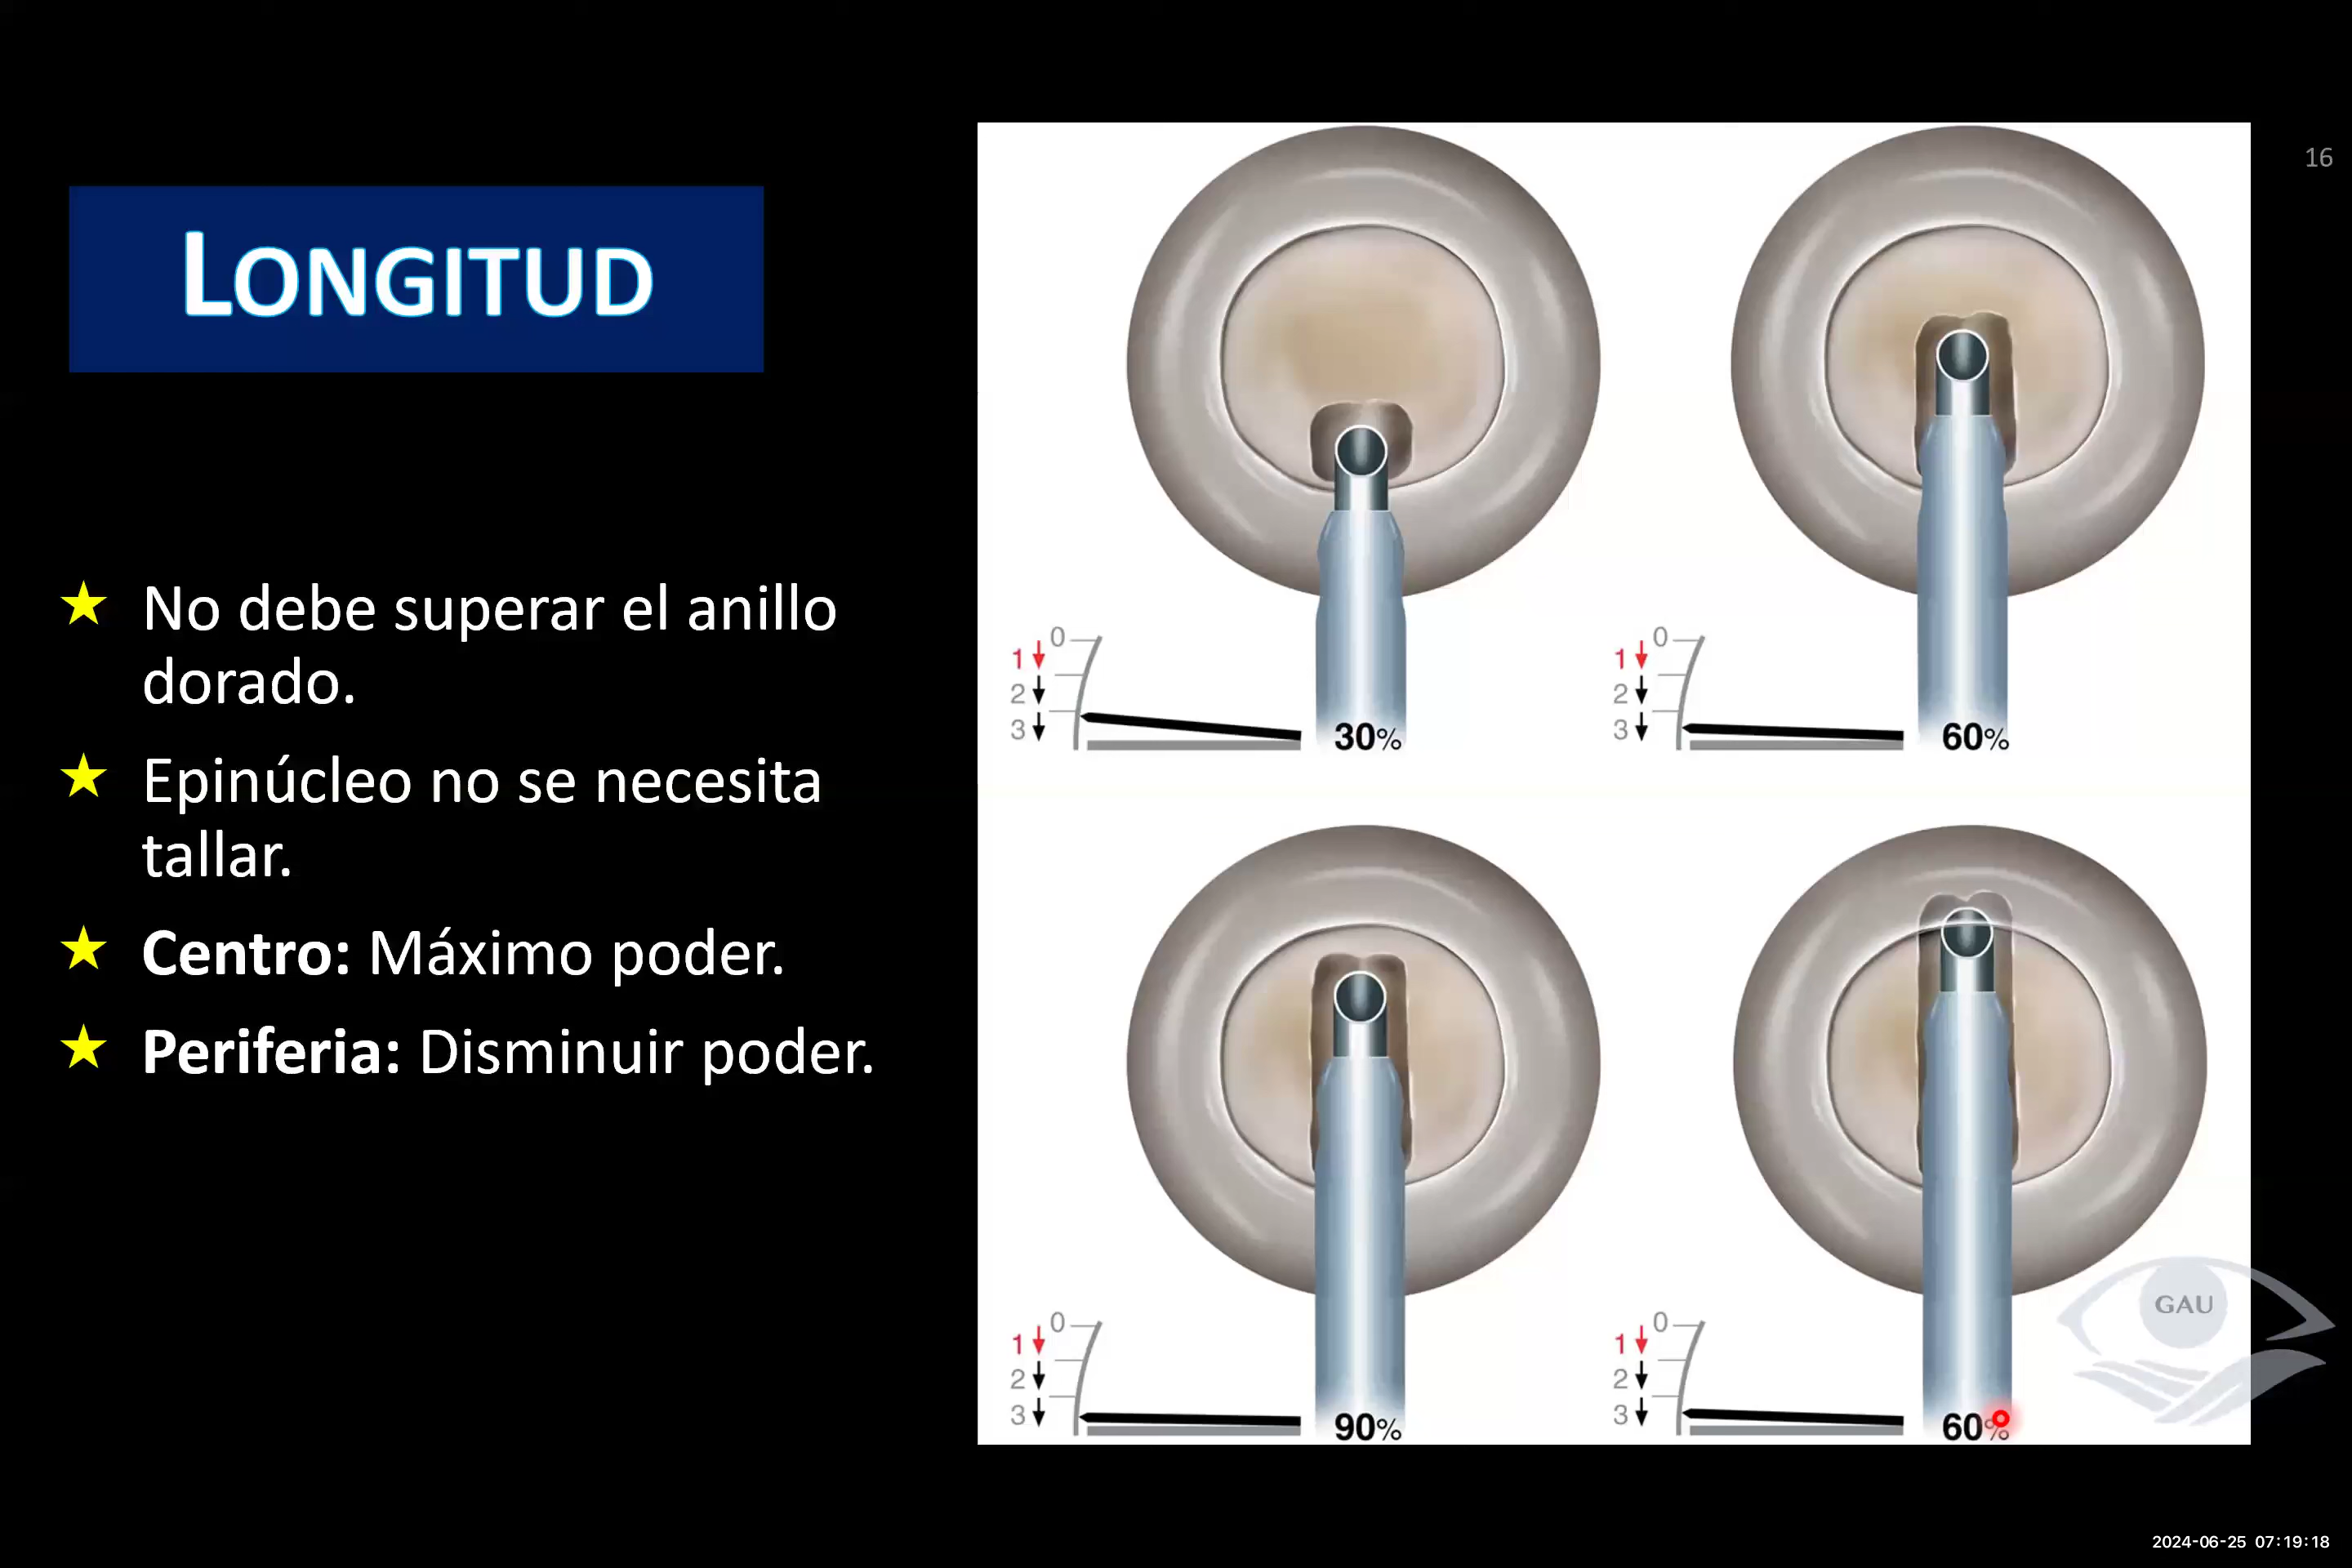 16
LONGITUD
No debe superar el anillo
dorado.
Epinúcleo no se necesita
tallar.
Centro: Máximo poder.
Periferia: Disminuir poder.
0
1
2
3
30%
0
1
2
3
60%
0
1
2
3
90%
0
1
2
3
60%
GAU
2024-06-25 07:19:18